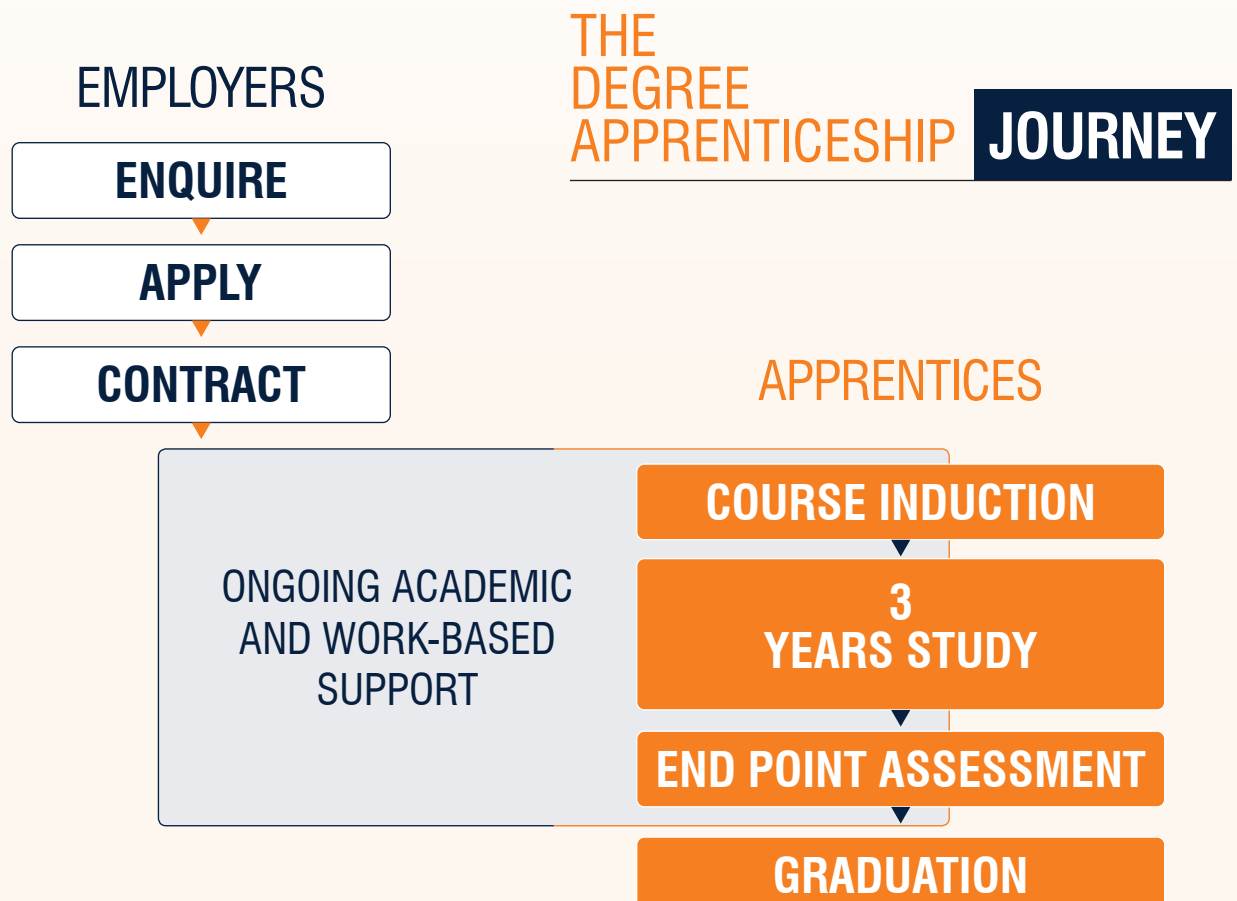 THE
DEGREE
APPRENTICESHIP JOURNEY
EMPLOYERS
ENQUIRE
APPLY
CONTRACT
APPRENTICES
ONGOING ACADEMIC
AND WORK-BASED
SUPPORT
COURSE INDUCTION
3
YEARS STUDY
END POINT ASSESSMENT
GRADUATION